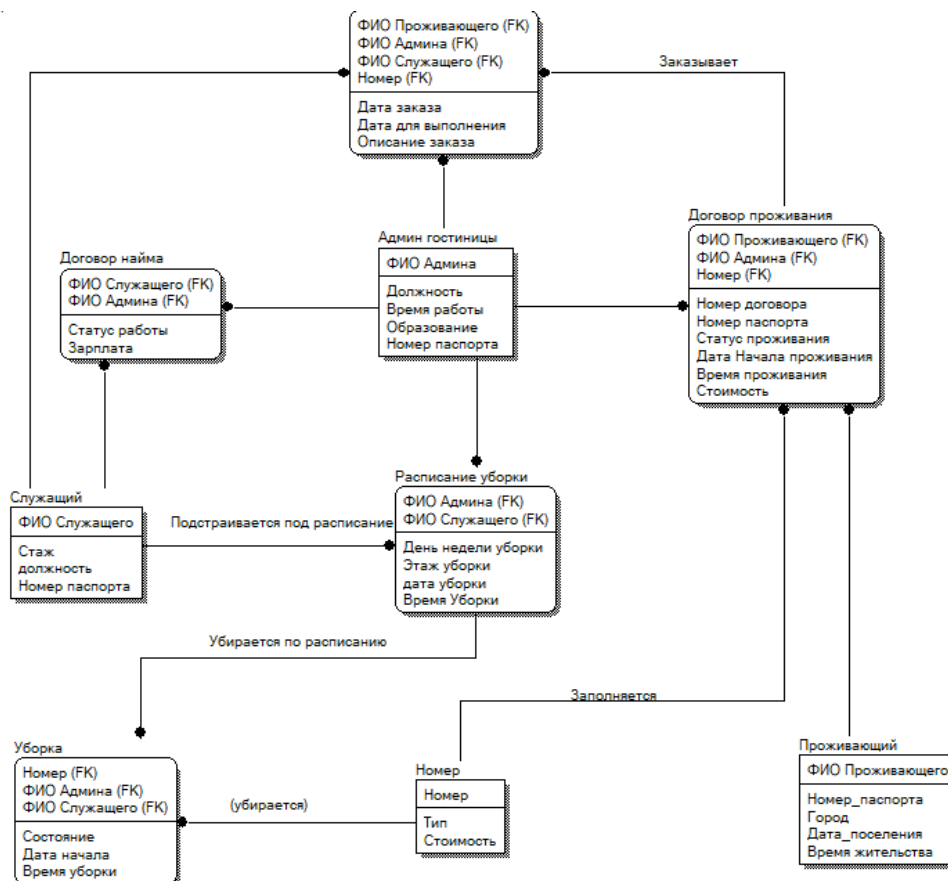 ФИО Проживающего (FK)
ФИО Админа (FK)
ФИО Служащего (FK)
Номер (FK)
Дата заказа
Дата для выполнения
Описание заказа
Заказывает
Админ гостиницы
ФИО Админа
Должность
Время работы
Образование
Номер паспорта
Договор найма
ФИО Служащего (FK)
ФИО Админа (FK)
Статус работы
Зарплата
Договор проживания
ФИО Проживающего (FK)
ФИО Админа (FK)
Номер (FK)
Номер договора
Номер паспорта
Статус проживания
Дата Начала проживания
Время проживания
Стоимость
Служащий
ФИО Служащего
Стаж
должность
Номер паспорта
Подстраивается под расписание
Расписание уборки
ФИО Админа (FK)
ФИО Служащего (FK)
День недели уборки
Этаж уборки
дата уборки
Время Уборки
Убирается по расписанию
Заполняется
Уборка
Номер (FK)
ФИО Админа (FK)
ФИО Служащего (FK)
Состояние
Дата начала
Время уборки
(убирается)
Номер
Номер
Тип
Стоимость
Проживающий
ФИО Проживающего
Номер_паспорта
Город
Дата_поселения
Время жительства